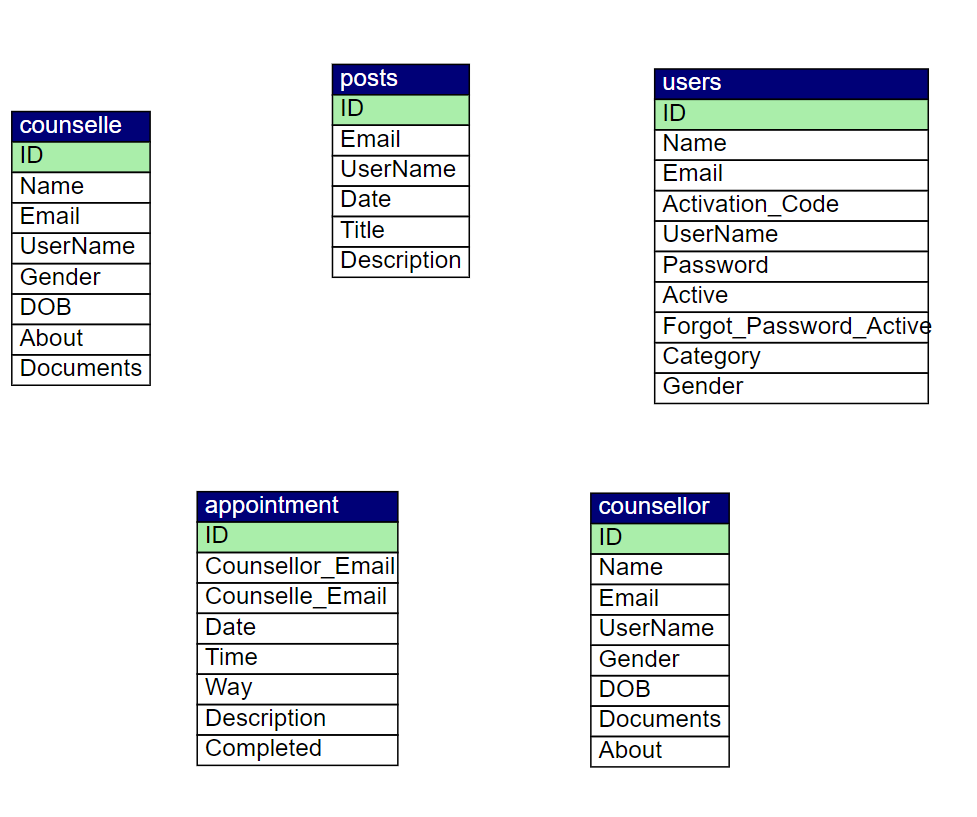 counselle
ID
Name
Email
UserName
Gender
DOB
About
Documents
posts
ID
Email
UserName
Date
Title
Description
users
ID
Name
Email
Activation_Code
UserName
Password
Active
Forgot_Password_Active
Category
Gender
appointment
ID
Counsellor_Email
Counselle_Email
Date
Time
Way
Description
Completed
counsellor
ID
Name
Email
UserName
Gender
DOB
Documents
About